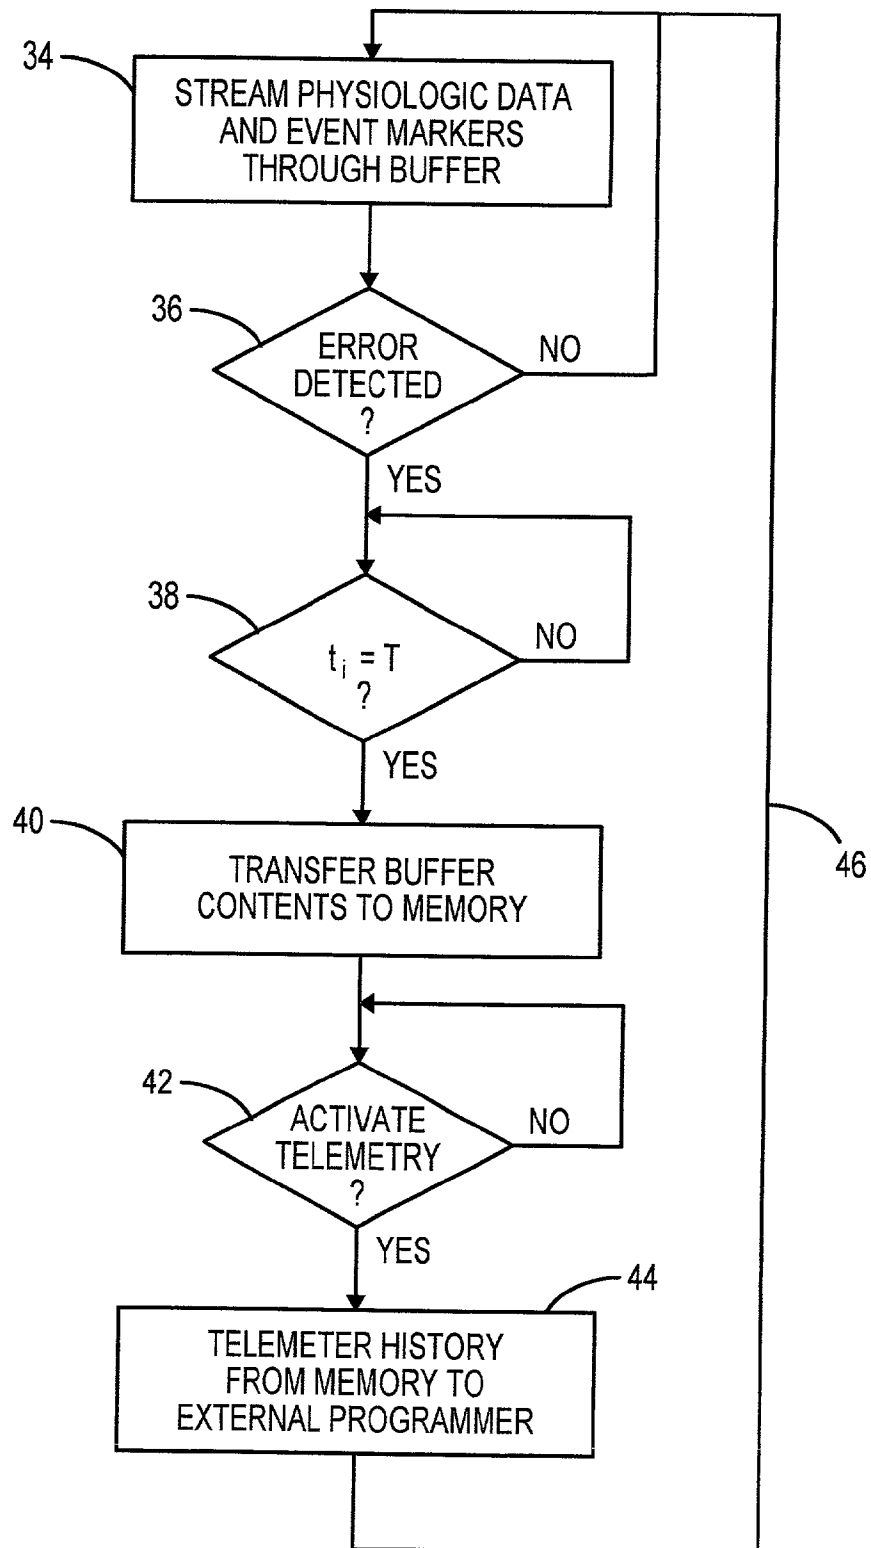 34
STREAM PHYSIOLOGIC DATA
AND EVENT MARKERS
THROUGH BUFFER
36
ERROR
DETECTED
?
NO
YES
38
t i = T
?
NO
YES
40
TRANSFER BUFFER
CONTENTS TO MEMORY
46
42
ACTIVATE
TELEMETRY
?
NO
YES
44
TELEMETER HISTORY
FROM MEMORY TO
EXTERNAL PROGRAMMER